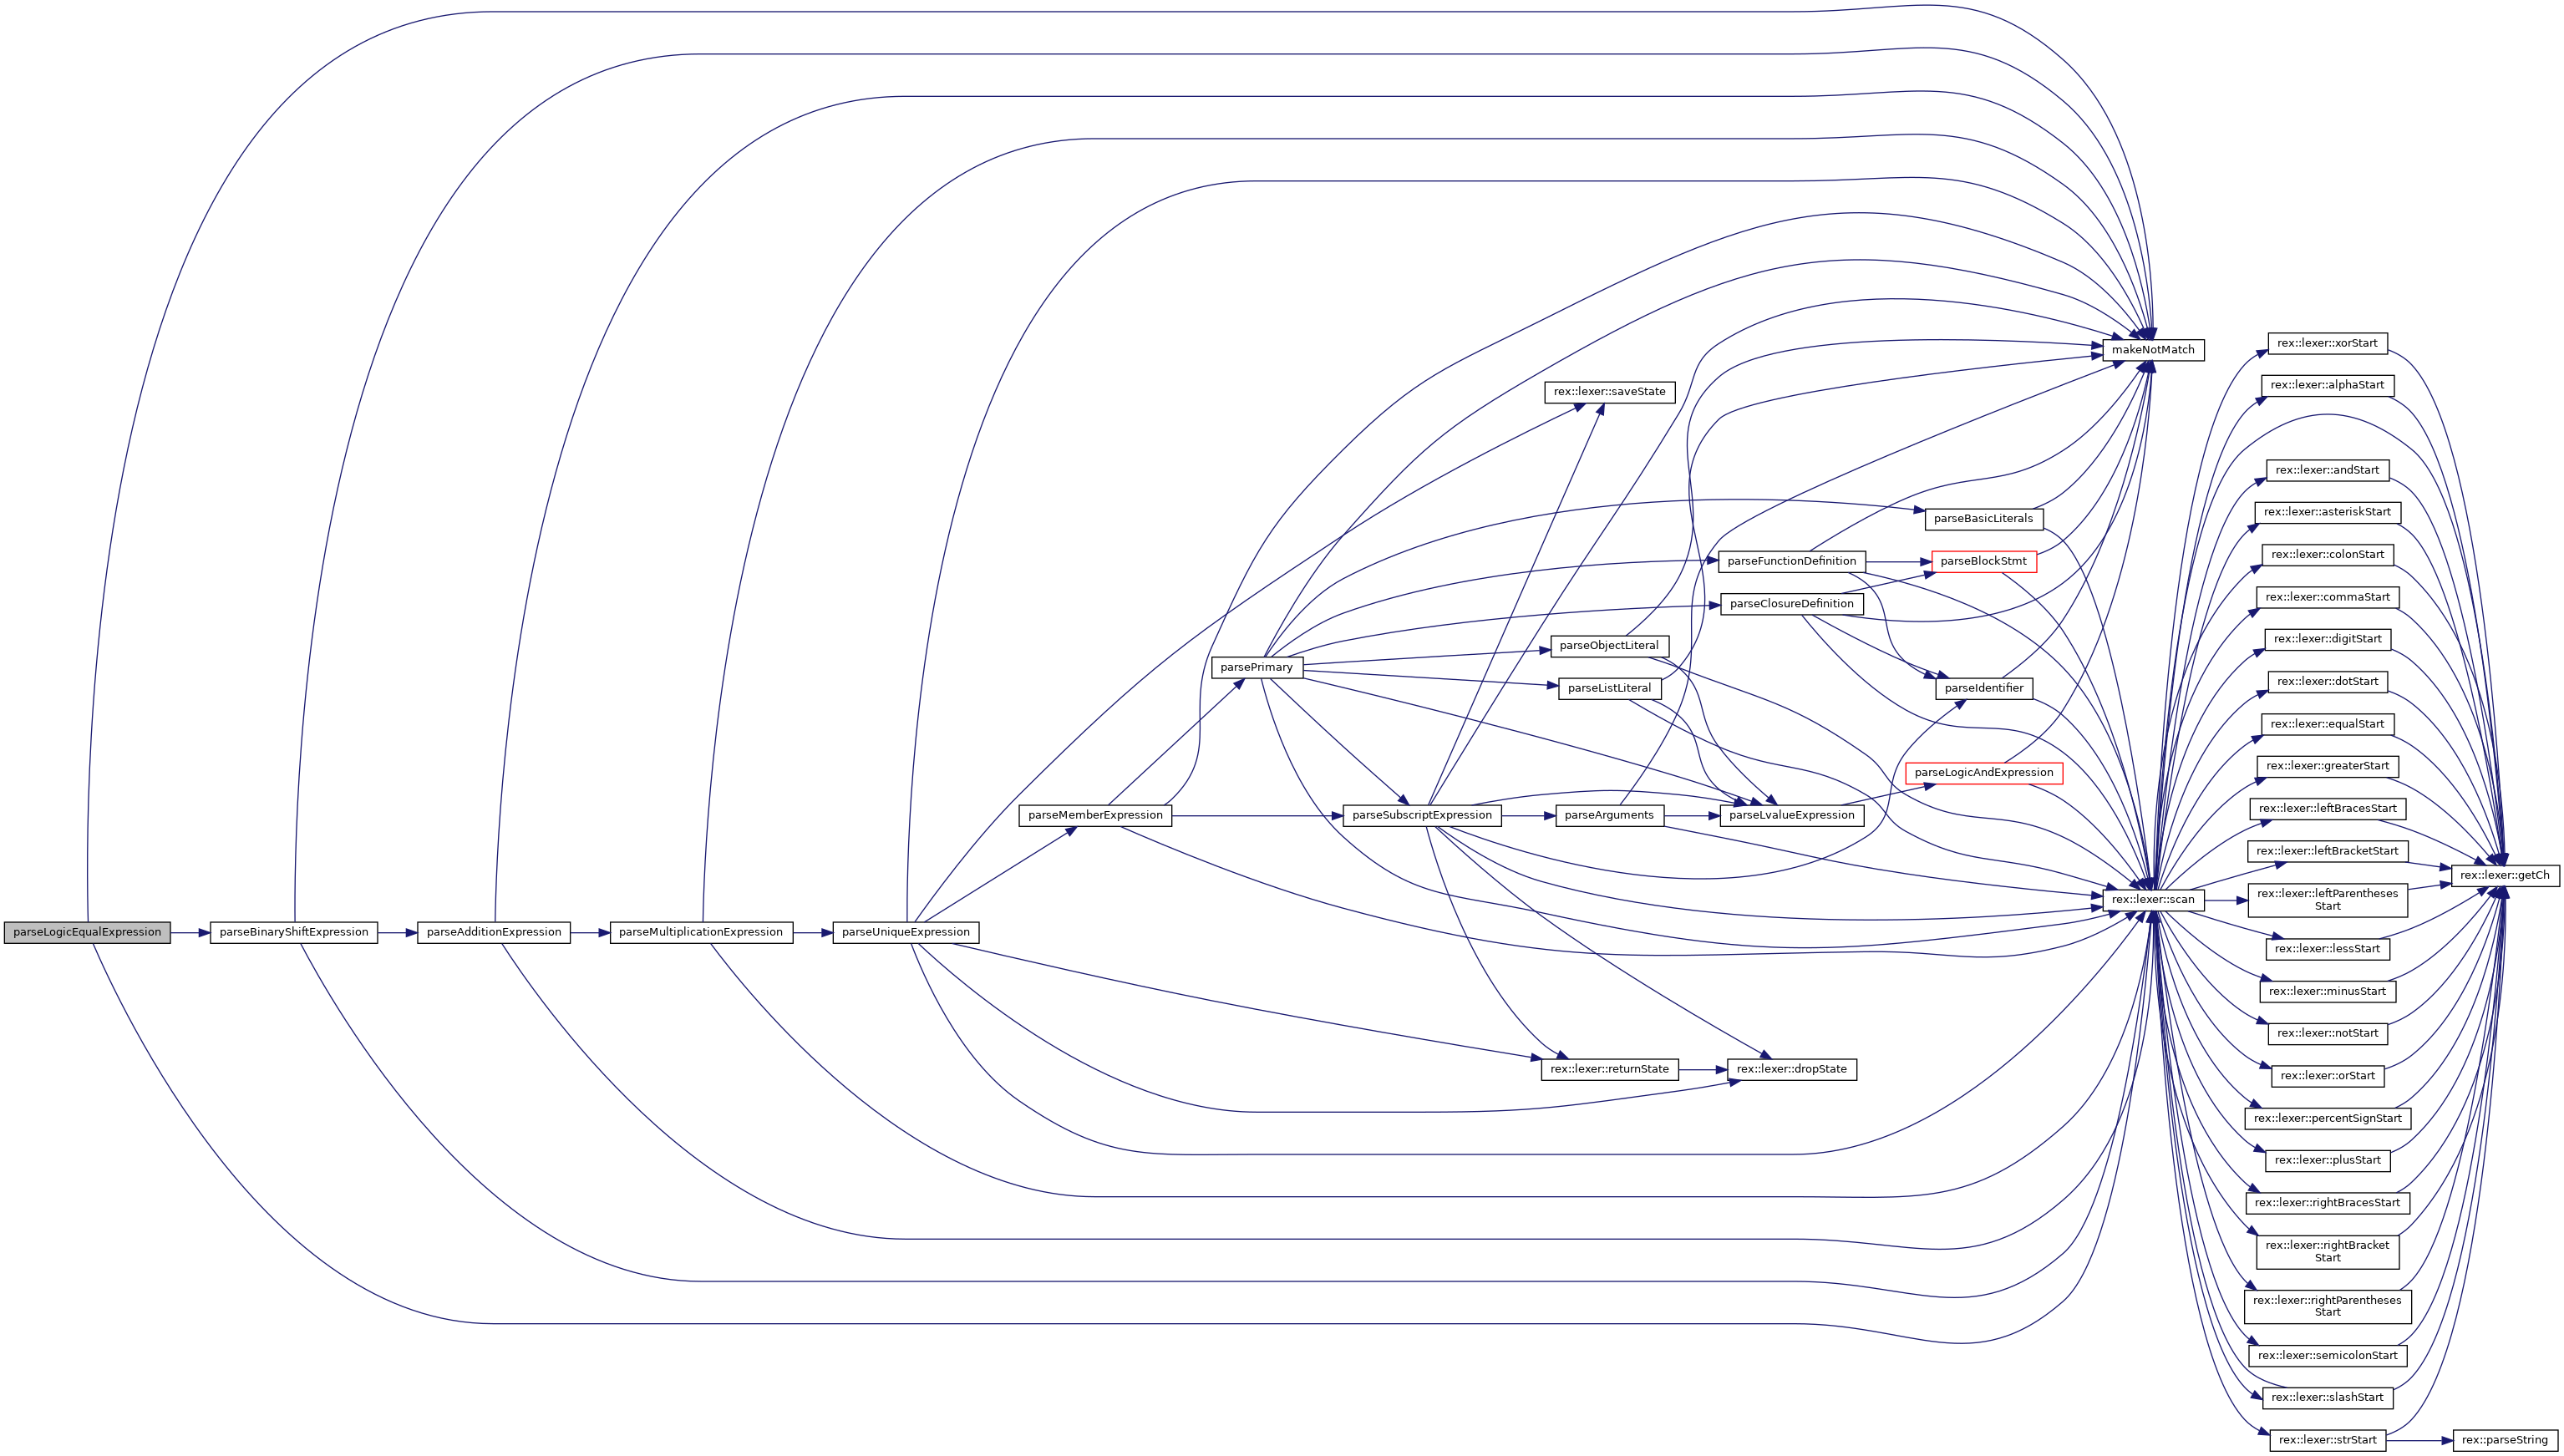 parseLogicEqualExpression
parseBinaryShiftExpression
parseAdditionExpression
parseMultiplicationExpression
parseUniqueExpression
parseMemberExpression
parsePrimary
parseSubscriptExpression
rex::lexer::saveState
parseObjectLiteral
parseListLiteral
parseArguments
rex::lexer::returnState
parseFunctionDefinition
parseClosureDefinition
parseLvalueExpression
rex::lexer::dropState
parseBasicLiterals
parseBlockStmt
parseIdentifier
parseLogicAndExpression
makeNotMatch
rex::lexer::scan
rex::lexer::xorStart
rex::lexer::alphaStart
rex::lexer::andStart
rex::lexer::asteriskStart
rex::lexer::colonStart
rex::lexer::commaStart
rex::lexer::digitStart
rex::lexer::dotStart
rex::lexer::equalStart
rex::lexer::greaterStart
rex::lexer::leftBracesStart
rex::lexer::leftBracketStart
rex::lexer::leftParentheses
Start
rex::lexer::lessStart
rex::lexer::minusStart
rex::lexer::notStart
rex::lexer::orStart
rex::lexer::percentSignStart
rex::lexer::plusStart
rex::lexer::rightBracesStart
rex::lexer::rightBracket
Start
rex::lexer::rightParentheses
Start
rex::lexer::semicolonStart
rex::lexer::slashStart
rex::lexer::strStart
rex::lexer::getCh
rex::parseString